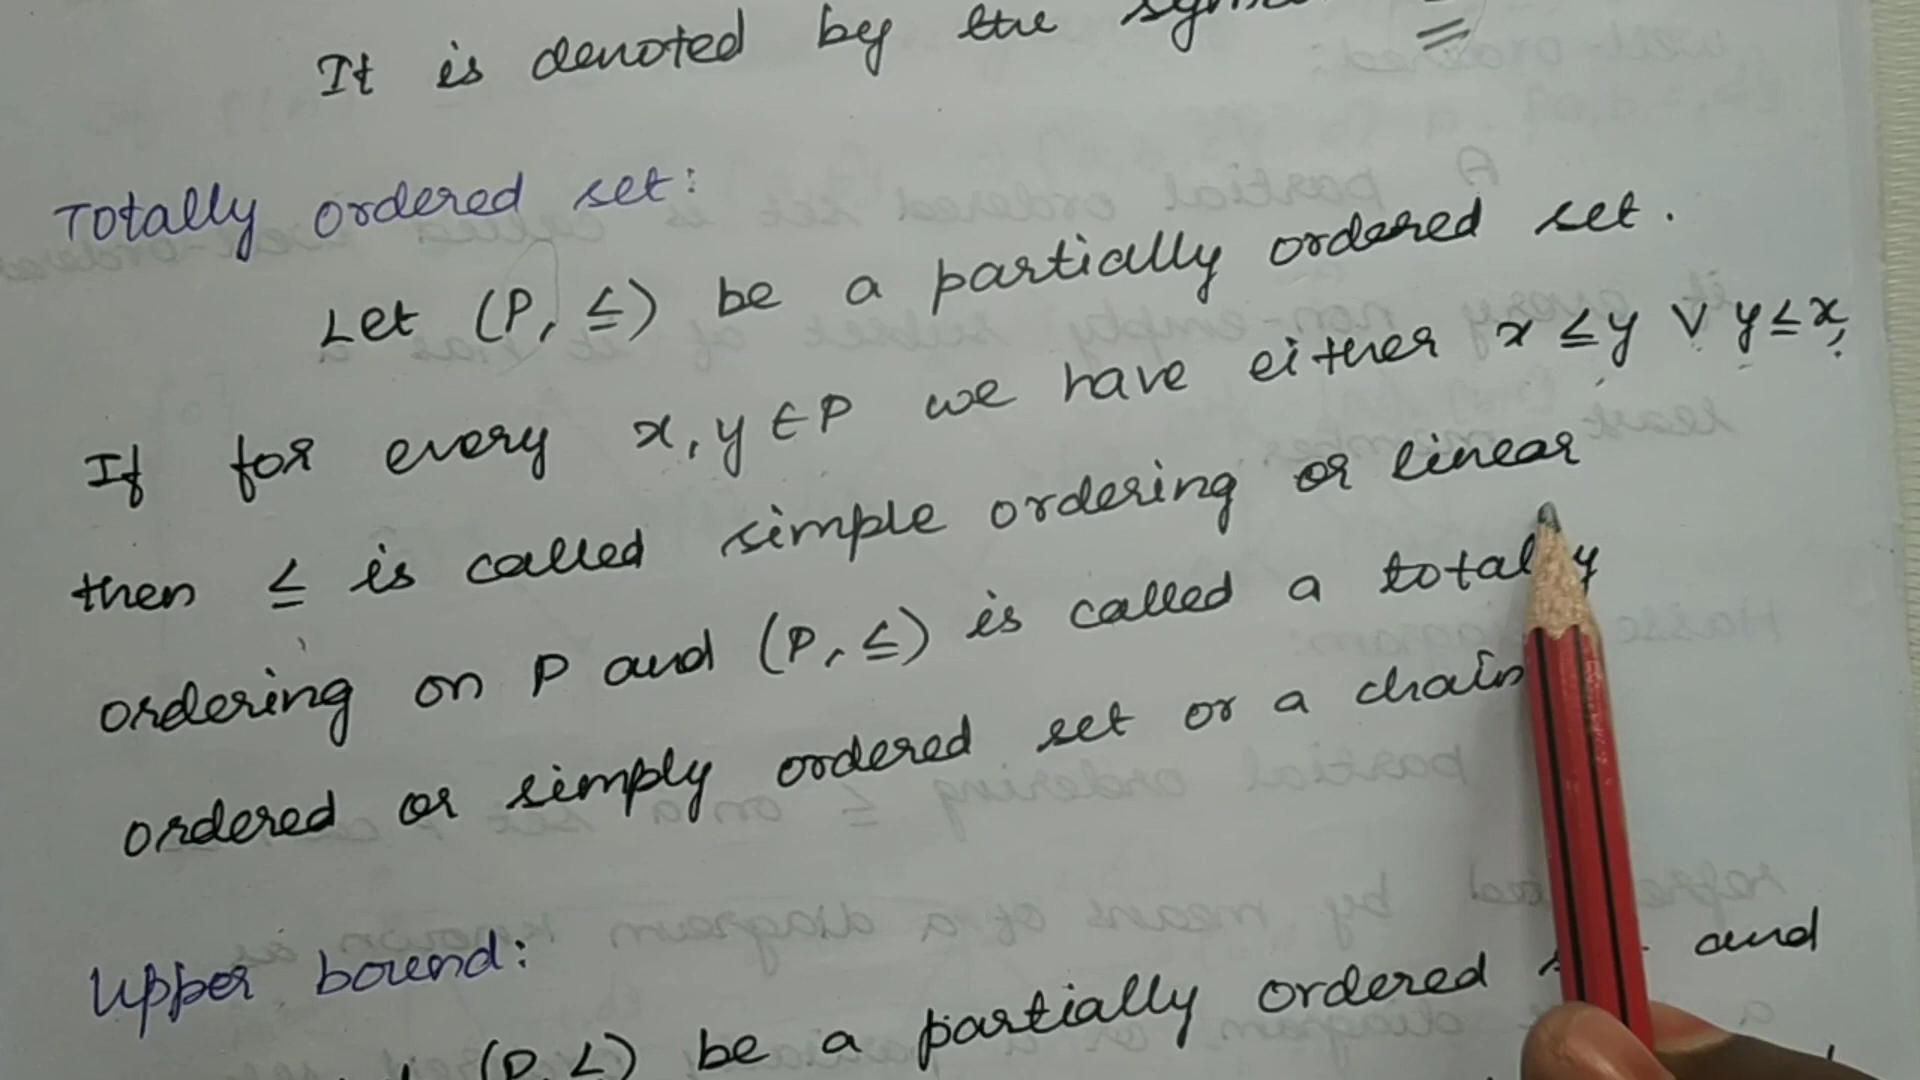 It is denoted by the
Totally ordered set:
Let (P, ≤) be a partially ordered set.
If for every x, y ∈ P we have either x ≤ y ∨ y ≤ x,
then ≤ is called simple ordering or linear
ordering on P and (P, ≤) is called a totally
ordered or simply ordered set or a chain
Upper bound:
(P, ≤) be a partially ordered and